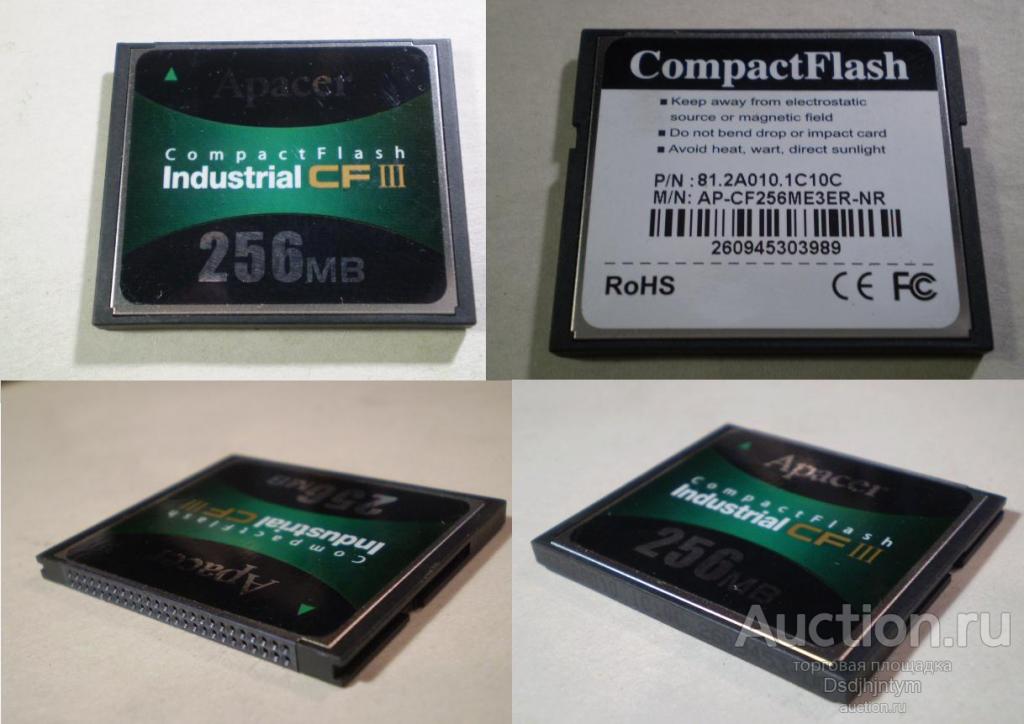 Apacer
CompactFlash
Industrial CF III
256MB
CompactFlash
Keep away from electrostatic
source or magnetic field
Do not bend drop or impact card
Avoid heat, wart, direct sunlight
P/N : 81.2A010.1C10C
M/N: AP-CF256ME3ER-NR
260945303989
RoHS CE FC
256MB
Industrial CF III
CompactFlash
Apacer
Apacer
CompactFlash
Industrial CF III
256MB
Auction.ru
торговая площадка
Dsdjhjntym
auction.ru